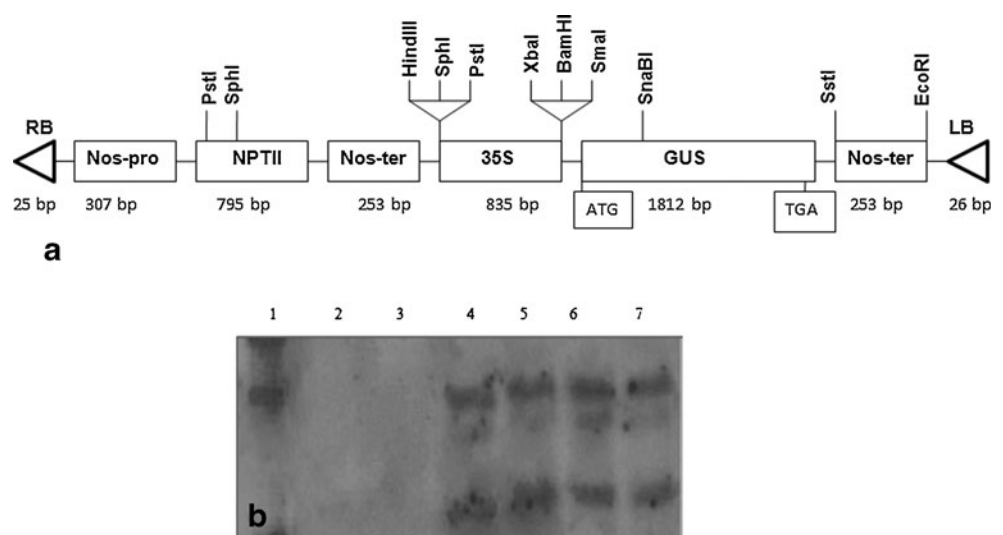 HindIII SphI PstI XbaI BamHI SmaI
PstI SphI SnaBI SstI EcoRI
RB LB
Nos-pro NPTII Nos-ter 35S GUS Nos-ter
25 bp 307 bp 795 bp 253 bp 835 bp ATG 1812 bp TGA 253 bp 26 bp
a
1 2 3 4 5 6 7
b